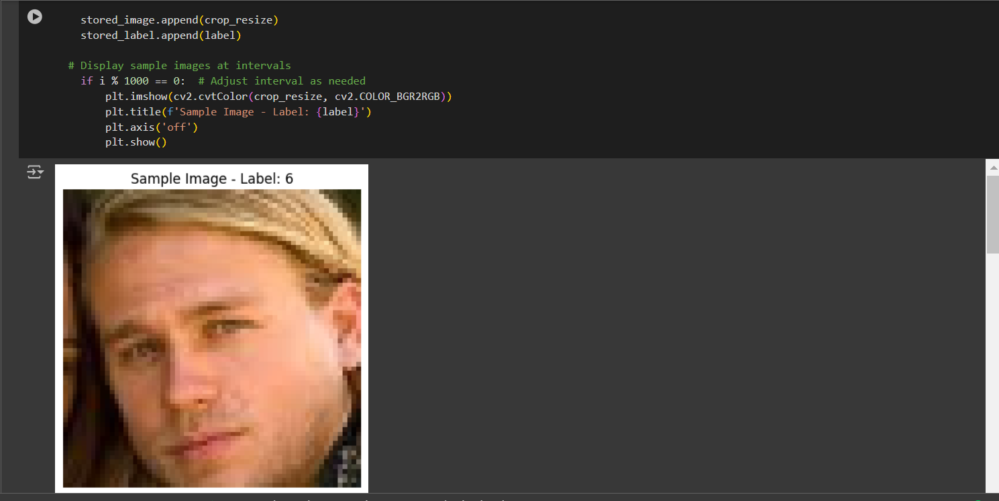 stored_image.append(crop_resize)
stored_label.append(label)
# Display sample images at intervals
if i % 1000 == 0:  # Adjust interval as needed
plt.imshow(cv2.cvtColor(crop_resize, cv2.COLOR_BGR2RGB))
plt.title(f'Sample Image - Label: {label}')
plt.axis('off')
plt.show()
Sample Image - Label: 6